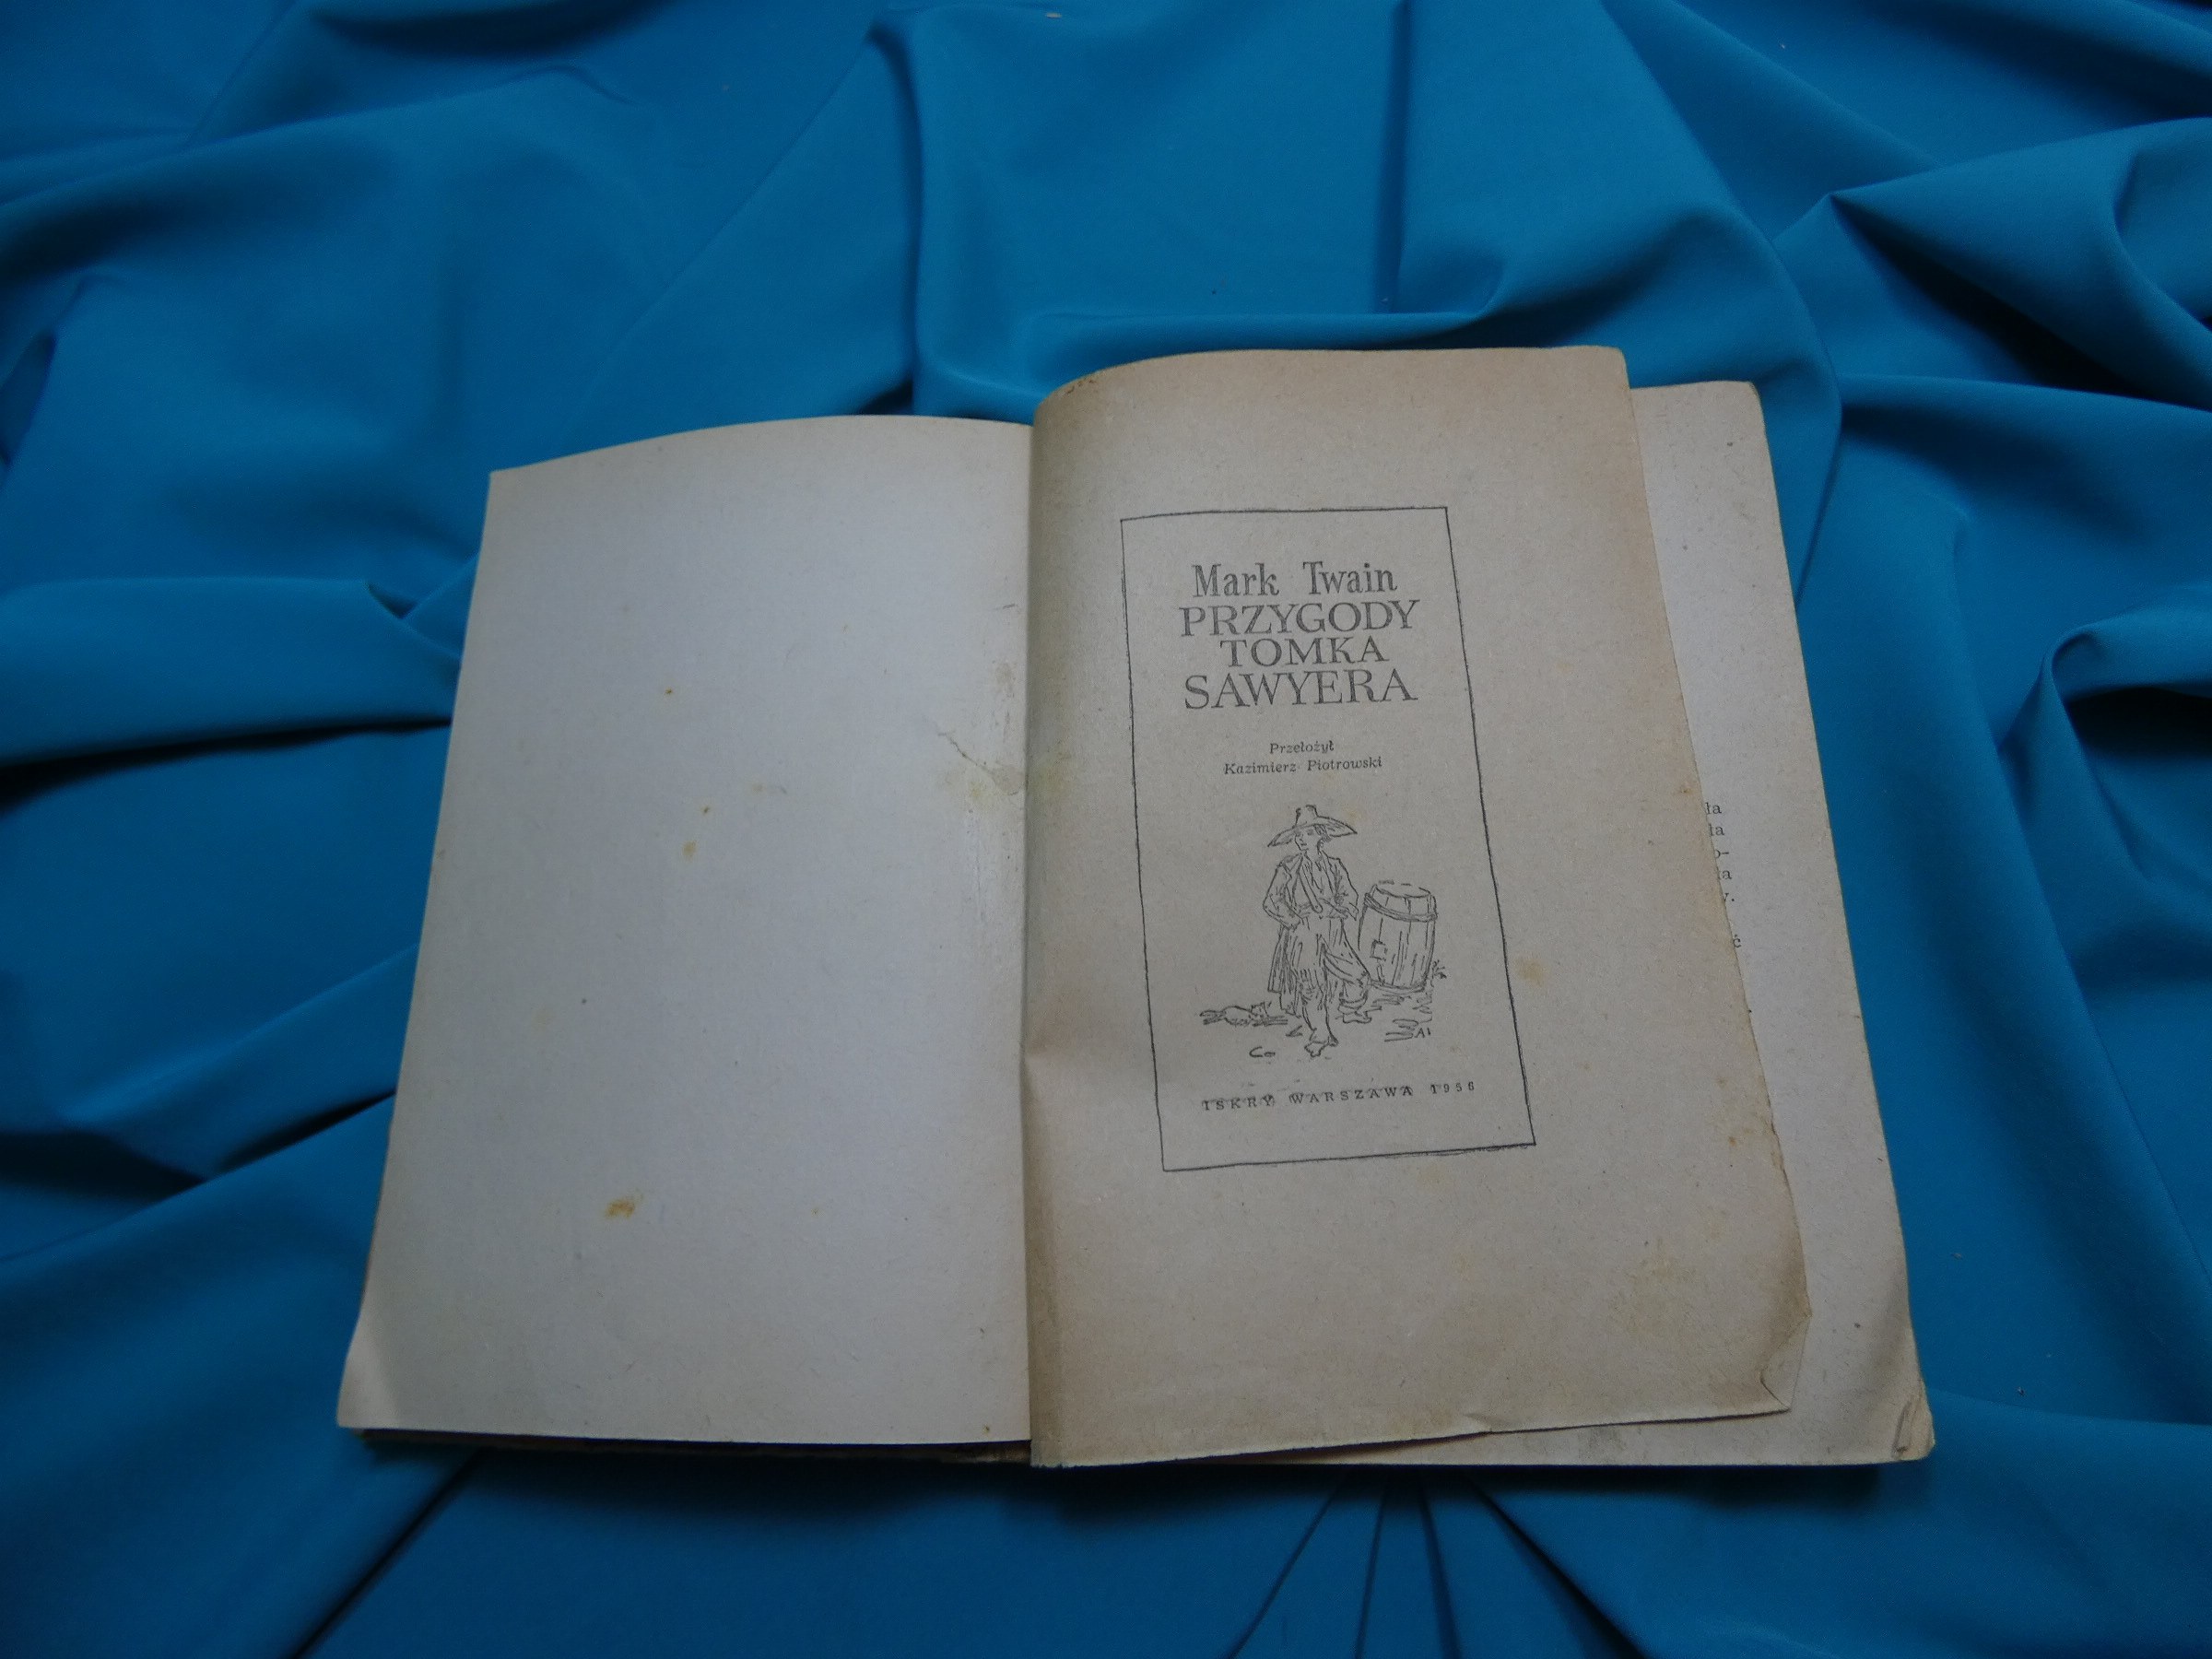 Mark Twain
PRZYGODY
TOMKA
SAWYERA
Przełożył
Kazimierz Piotrowski
ISKRY WARSZAWA 1956